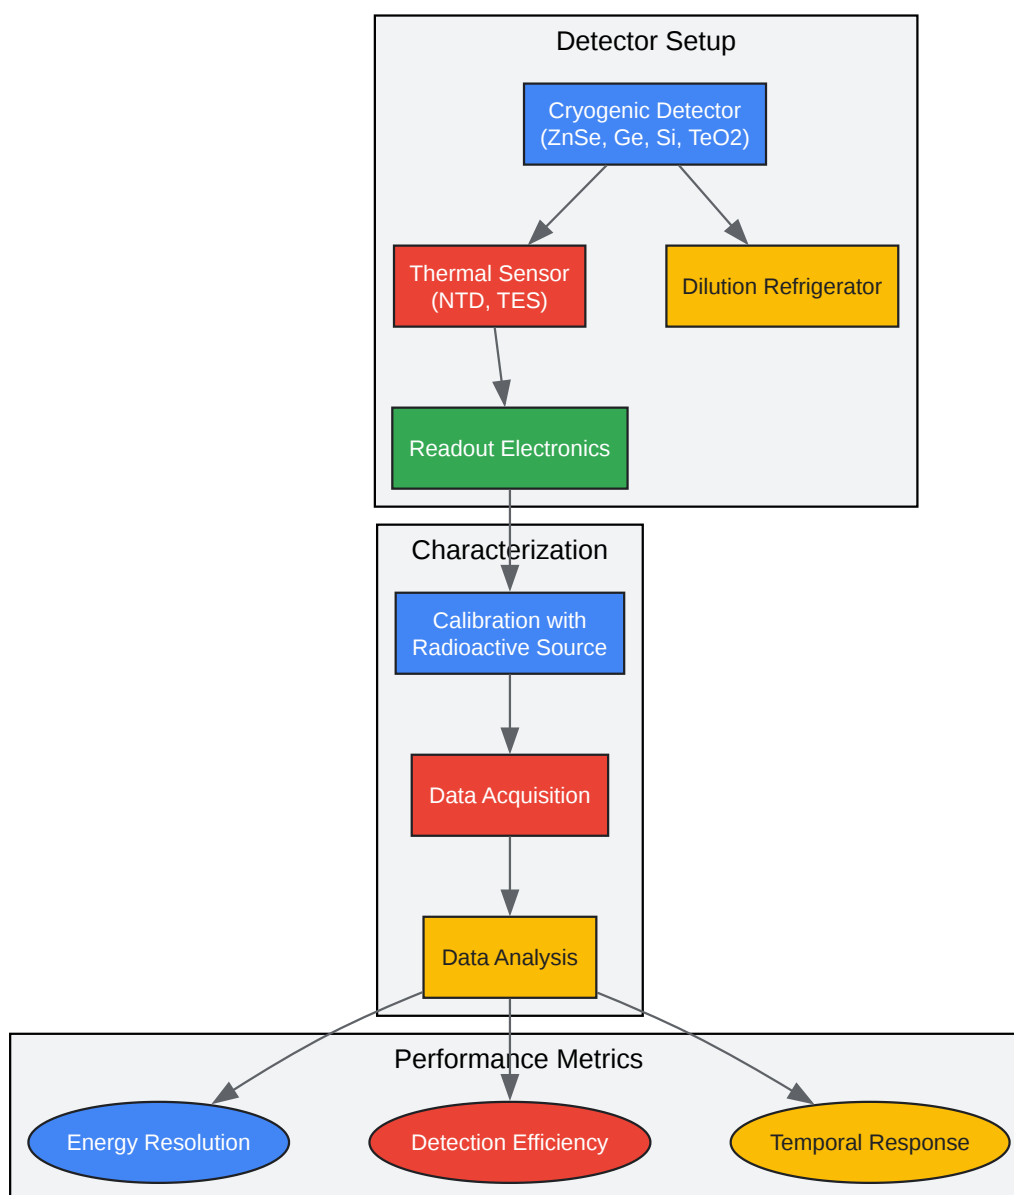 Detector Setup
Cryogenic Detector
(ZnSe, Ge, Si, TeO2)
Thermal Sensor
(NTD, TES)
Dilution Refrigerator
Readout Electronics
Characterization
Calibration with
Radioactive Source
Data Acquisition
Data Analysis
Performance Metrics
Energy Resolution
Detection Efficiency
Temporal Response